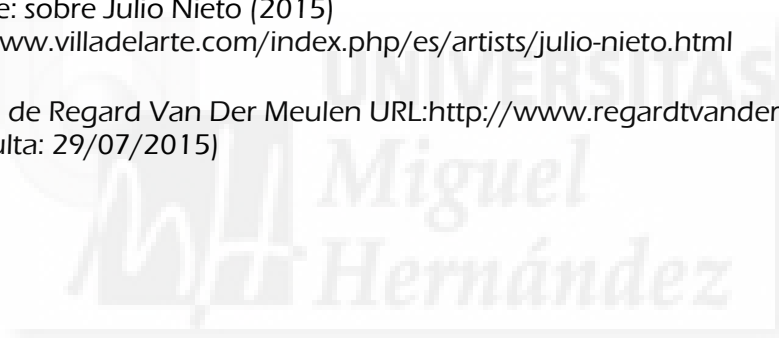 e: sobre Julio Nieto (2015)
ww.villadelarte.com/index.php/es/artists/julio-nieto.html
de Regard Van Der Meulen URL:http://www.regardtvander
ulta: 29/07/2015)
UNIVERSITAS
Miguel
Hernández